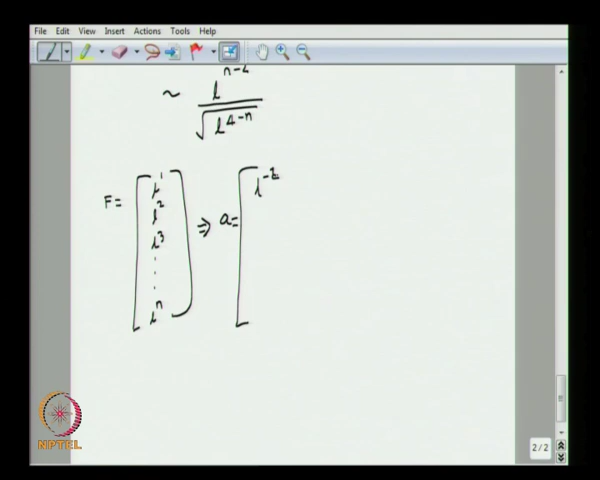 File Edit View Insert Actions Tools Help
~ l^{n-2} / √(l^{4-n})
F= [ l^1 l^2 l^3 . . . l^n ] ⇒ a= [ l^{-2}
NPTEL
2/2